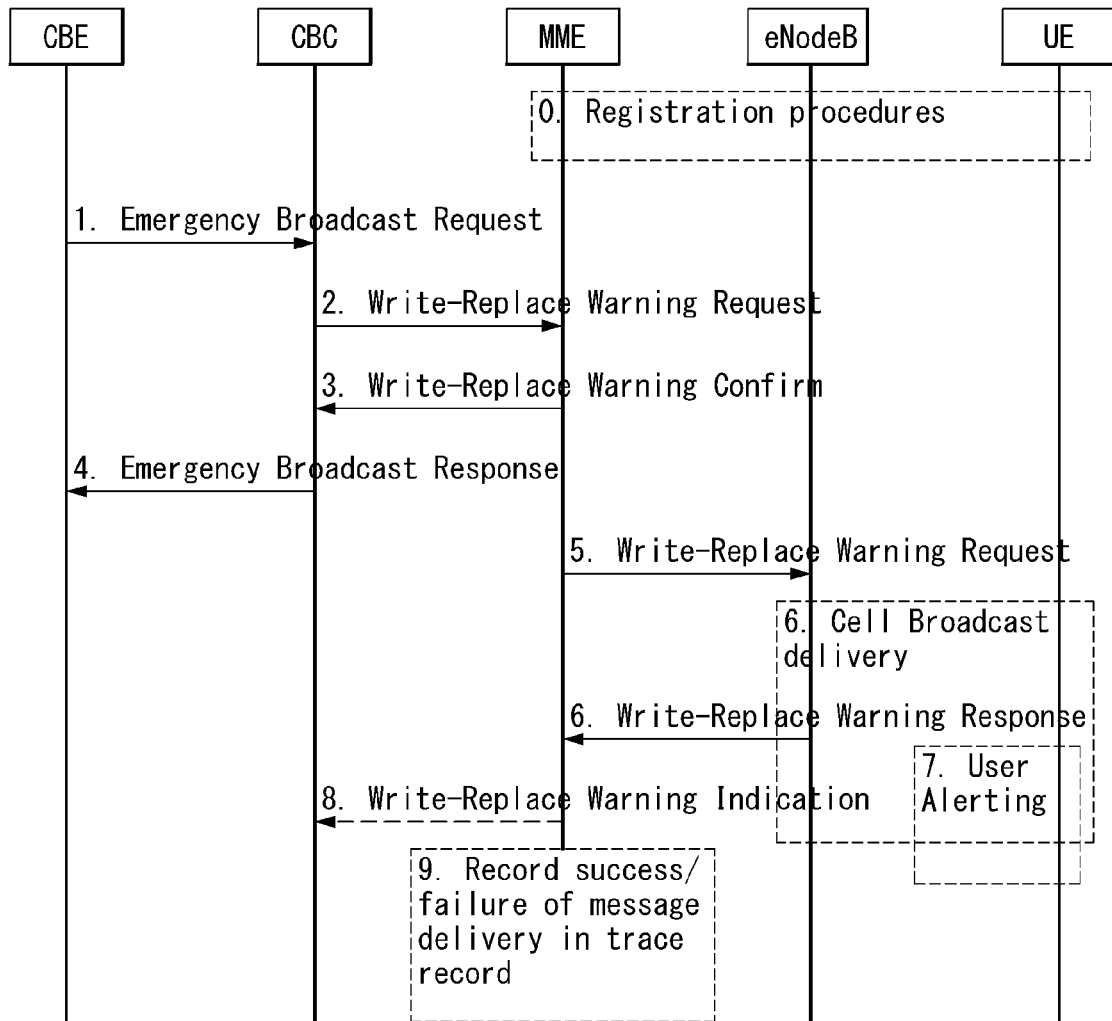 CBE
CBC
MME
eNodeB
UE
0. Registration procedures
1. Emergency Broadcast Request
2. Write-Replace Warning Request
3. Write-Replace Warning Confirm
4. Emergency Broadcast Response
5. Write-Replace Warning Request
6. Cell Broadcast
delivery
6. Write-Replace Warning Response
7. User
Alerting
8. Write-Replace Warning Indication
9. Record success/
failure of message
delivery in trace
record